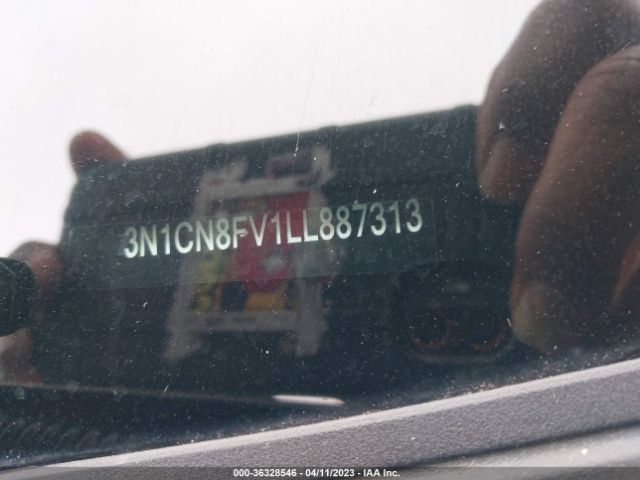 3N1CN8FV1LL887313
000-36328546 / 04/11/2023 - IAA Inc.